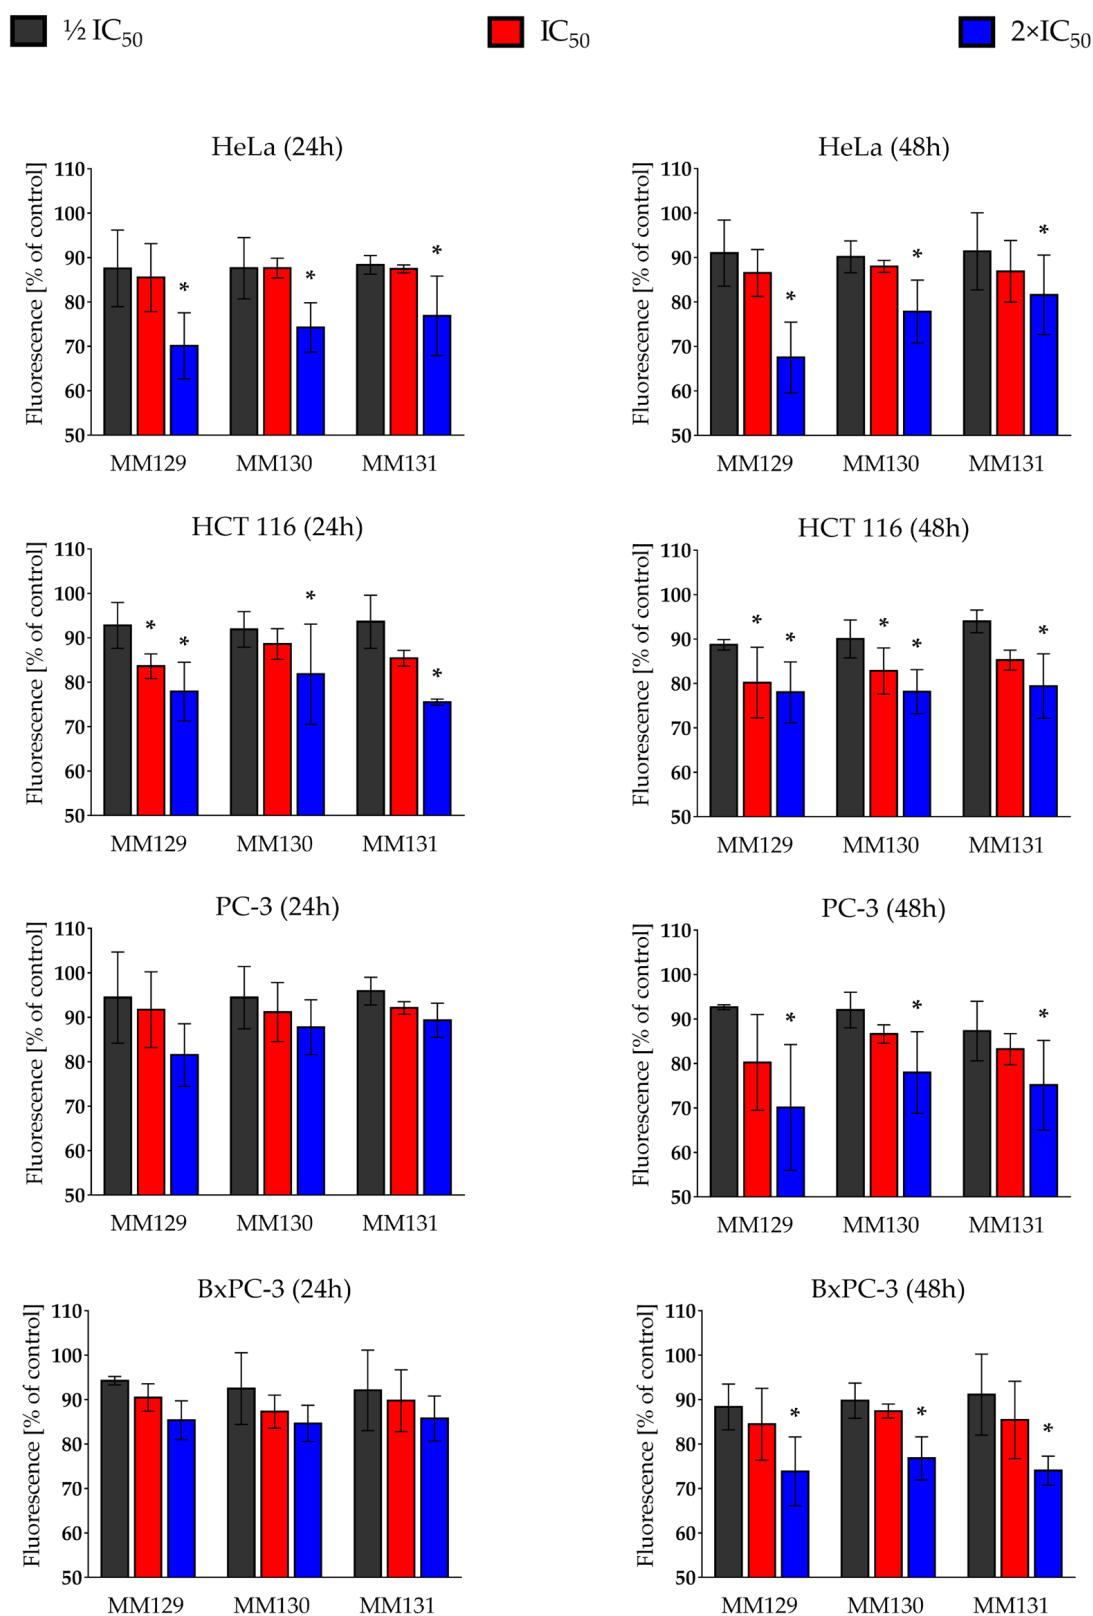 ½ IC50
IC50
2×IC50
HeLa (24h)
Fluorescence [% of control]
110
100
90
80
70
60
50
*
*
*
MM129
MM130
MM131
HeLa (48h)
Fluorescence [% of control]
110
100
90
80
70
60
50
*
*
*
MM129
MM130
MM131
HCT 116 (24h)
Fluorescence [% of control]
110
100
90
80
70
60
50
*
*
*
*
MM129
MM130
MM131
HCT 116 (48h)
Fluorescence [% of control]
110
100
90
80
70
60
50
*
*
*
*
*
MM129
MM130
MM131
PC-3 (24h)
Fluorescence [% of control]
110
100
90
80
70
60
50
MM129
MM130
MM131
PC-3 (48h)
Fluorescence [% of control]
110
100
90
80
70
60
50
*
*
*
MM129
MM130
MM131
BxPC-3 (24h)
Fluorescence [% of control]
110
100
90
80
70
60
50
MM129
MM130
MM131
BxPC-3 (48h)
Fluorescence [% of control]
110
100
90
80
70
60
50
*
*
*
MM129
MM130
MM131